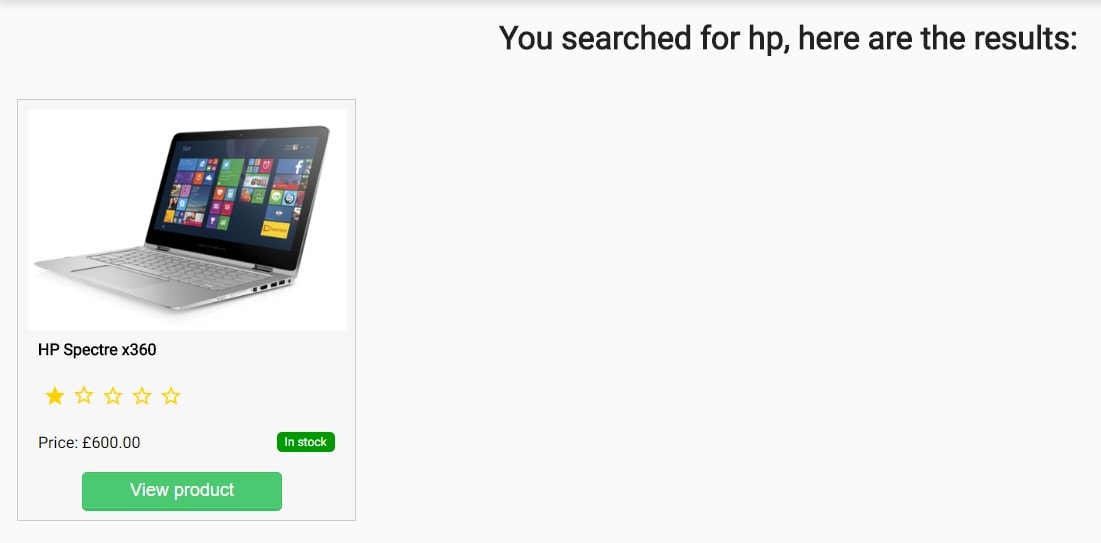 You searched for hp, here are the results:
HP Spectre x360
Price: £600.00
In stock
View product